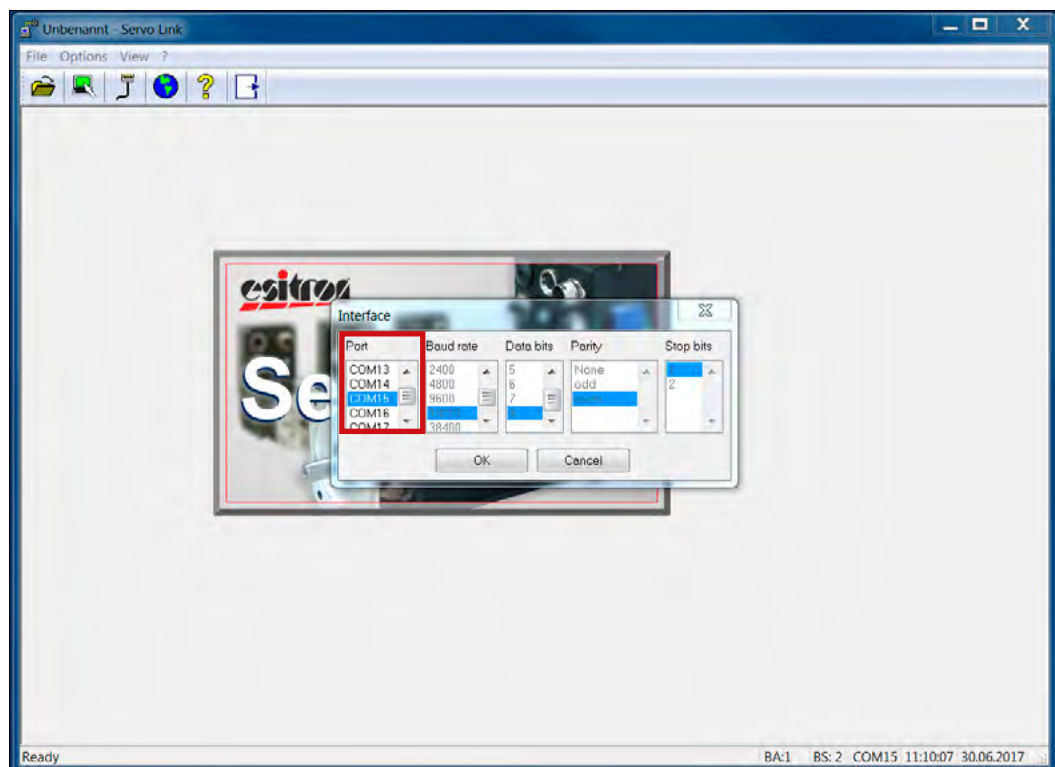 Unbenannt - Servo Link
File Options View ?
esitron
Se
Interface
Port Baud rate Data bits Parity Stop bits
COM13 2400 5 None
COM14 4800 6 odd 2
COM15 9600 7
COM16
COM17 38400
OK Cancel
Ready BA:1 BS: 2 COM15 11:10:07 30.06.2017